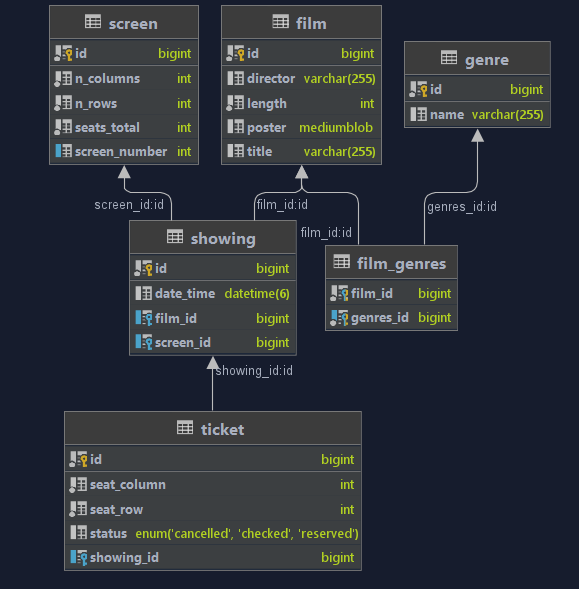 screen
id bigint
n_columns int
n_rows int
seats_total int
screen_number int
film
id bigint
director varchar(255)
length int
poster mediumblob
title varchar(255)
genre
id bigint
name varchar(255)
screen_id:id
film_id:id
film_id:id
genres_id:id
showing
id bigint
date_time datetime(6)
film_id bigint
screen_id bigint
film_genres
film_id bigint
genres_id bigint
showing_id:id
ticket
id bigint
seat_column int
seat_row int
status enum('cancelled', 'checked', 'reserved')
showing_id bigint